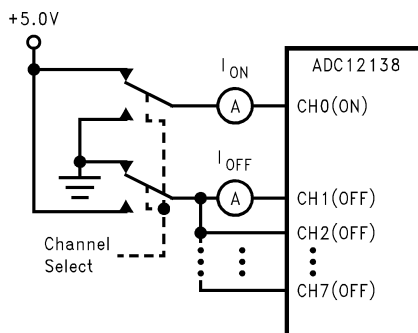 +5.0V
I ON
ADC12138
A
CH0(ON)
I OFF
A
CH1(OFF)
CH2(OFF)
Channel
Select
CH7(OFF)